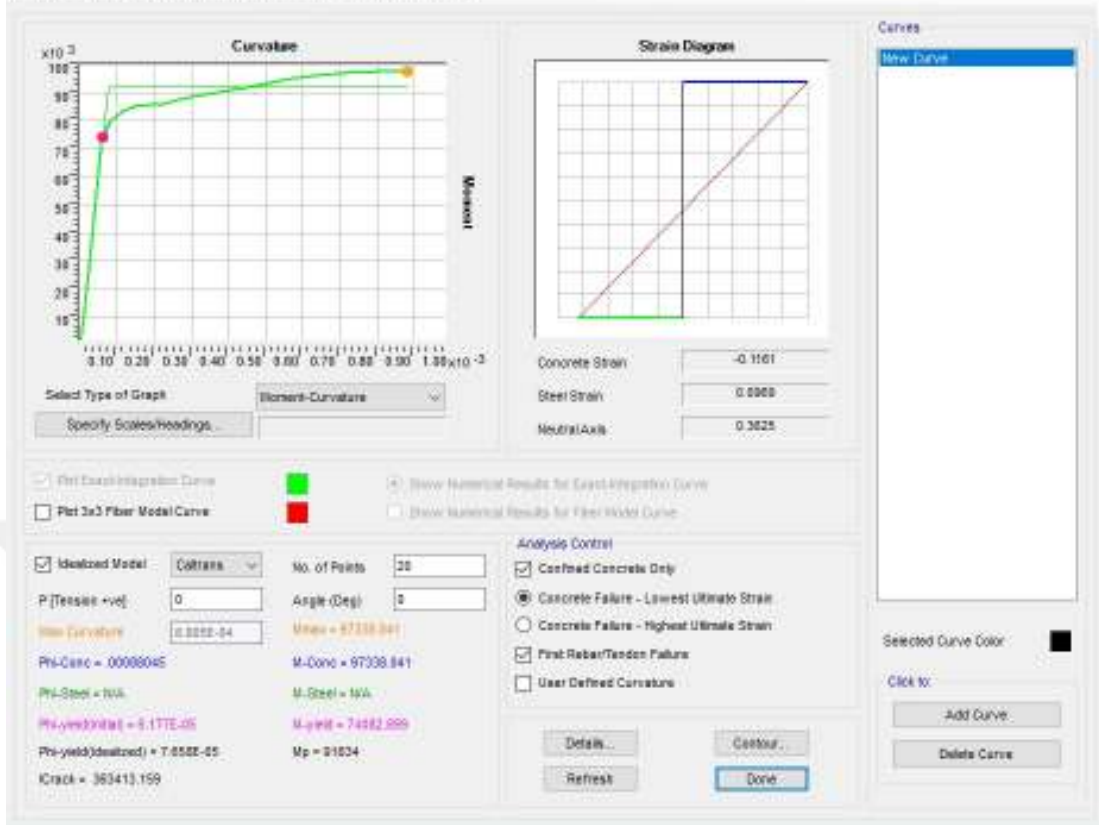 Curvature
x10 3
100
90
80
70
60
50
40
30
20
10
Moment
0.10 0.20 0.30 0.40 0.50 0.60 0.70 0.80 0.90 1.00 x10 -3
Select Type of Graph
Moment-Curvature
Specify Scales/Headings...
Strain Diagram
Concrete Strain
Steel Strain
Neutral Axis
0.3625
Curves
New Curve
Plot Exact-Integration Curve
Show Numerical Results for Exact-Integration Curve
Plot 3x3 Fiber Model Curve
Show Numerical Results for Fiber Model Curve
Idealized Model
Caltrans
No. of Points
20
P [Tension +ve]
0
Angle (Deg)
0
Max Curvature
Mmax = 97338.841
Phi-Conc = .00088045
M-Conc = 97338.841
Phi-Steel = N/A
M-Steel = N/A
Phi-yield(Initial) = 6.177E-05
Phi-yield(Idealized) = 7.658E-05
Mp = 91834
ICrack = 363413.159
Analysis Control
Confined Concrete Only
Concrete Failure - Lowest Ultimate Strain
Concrete Failure - Highest Ultimate Strain
First Rebar/Tendon Failure
User Defined Curvature
Details...
Contour...
Refresh
Done
Selected Curve Color
Click to:
Add Curve
Delete Curve